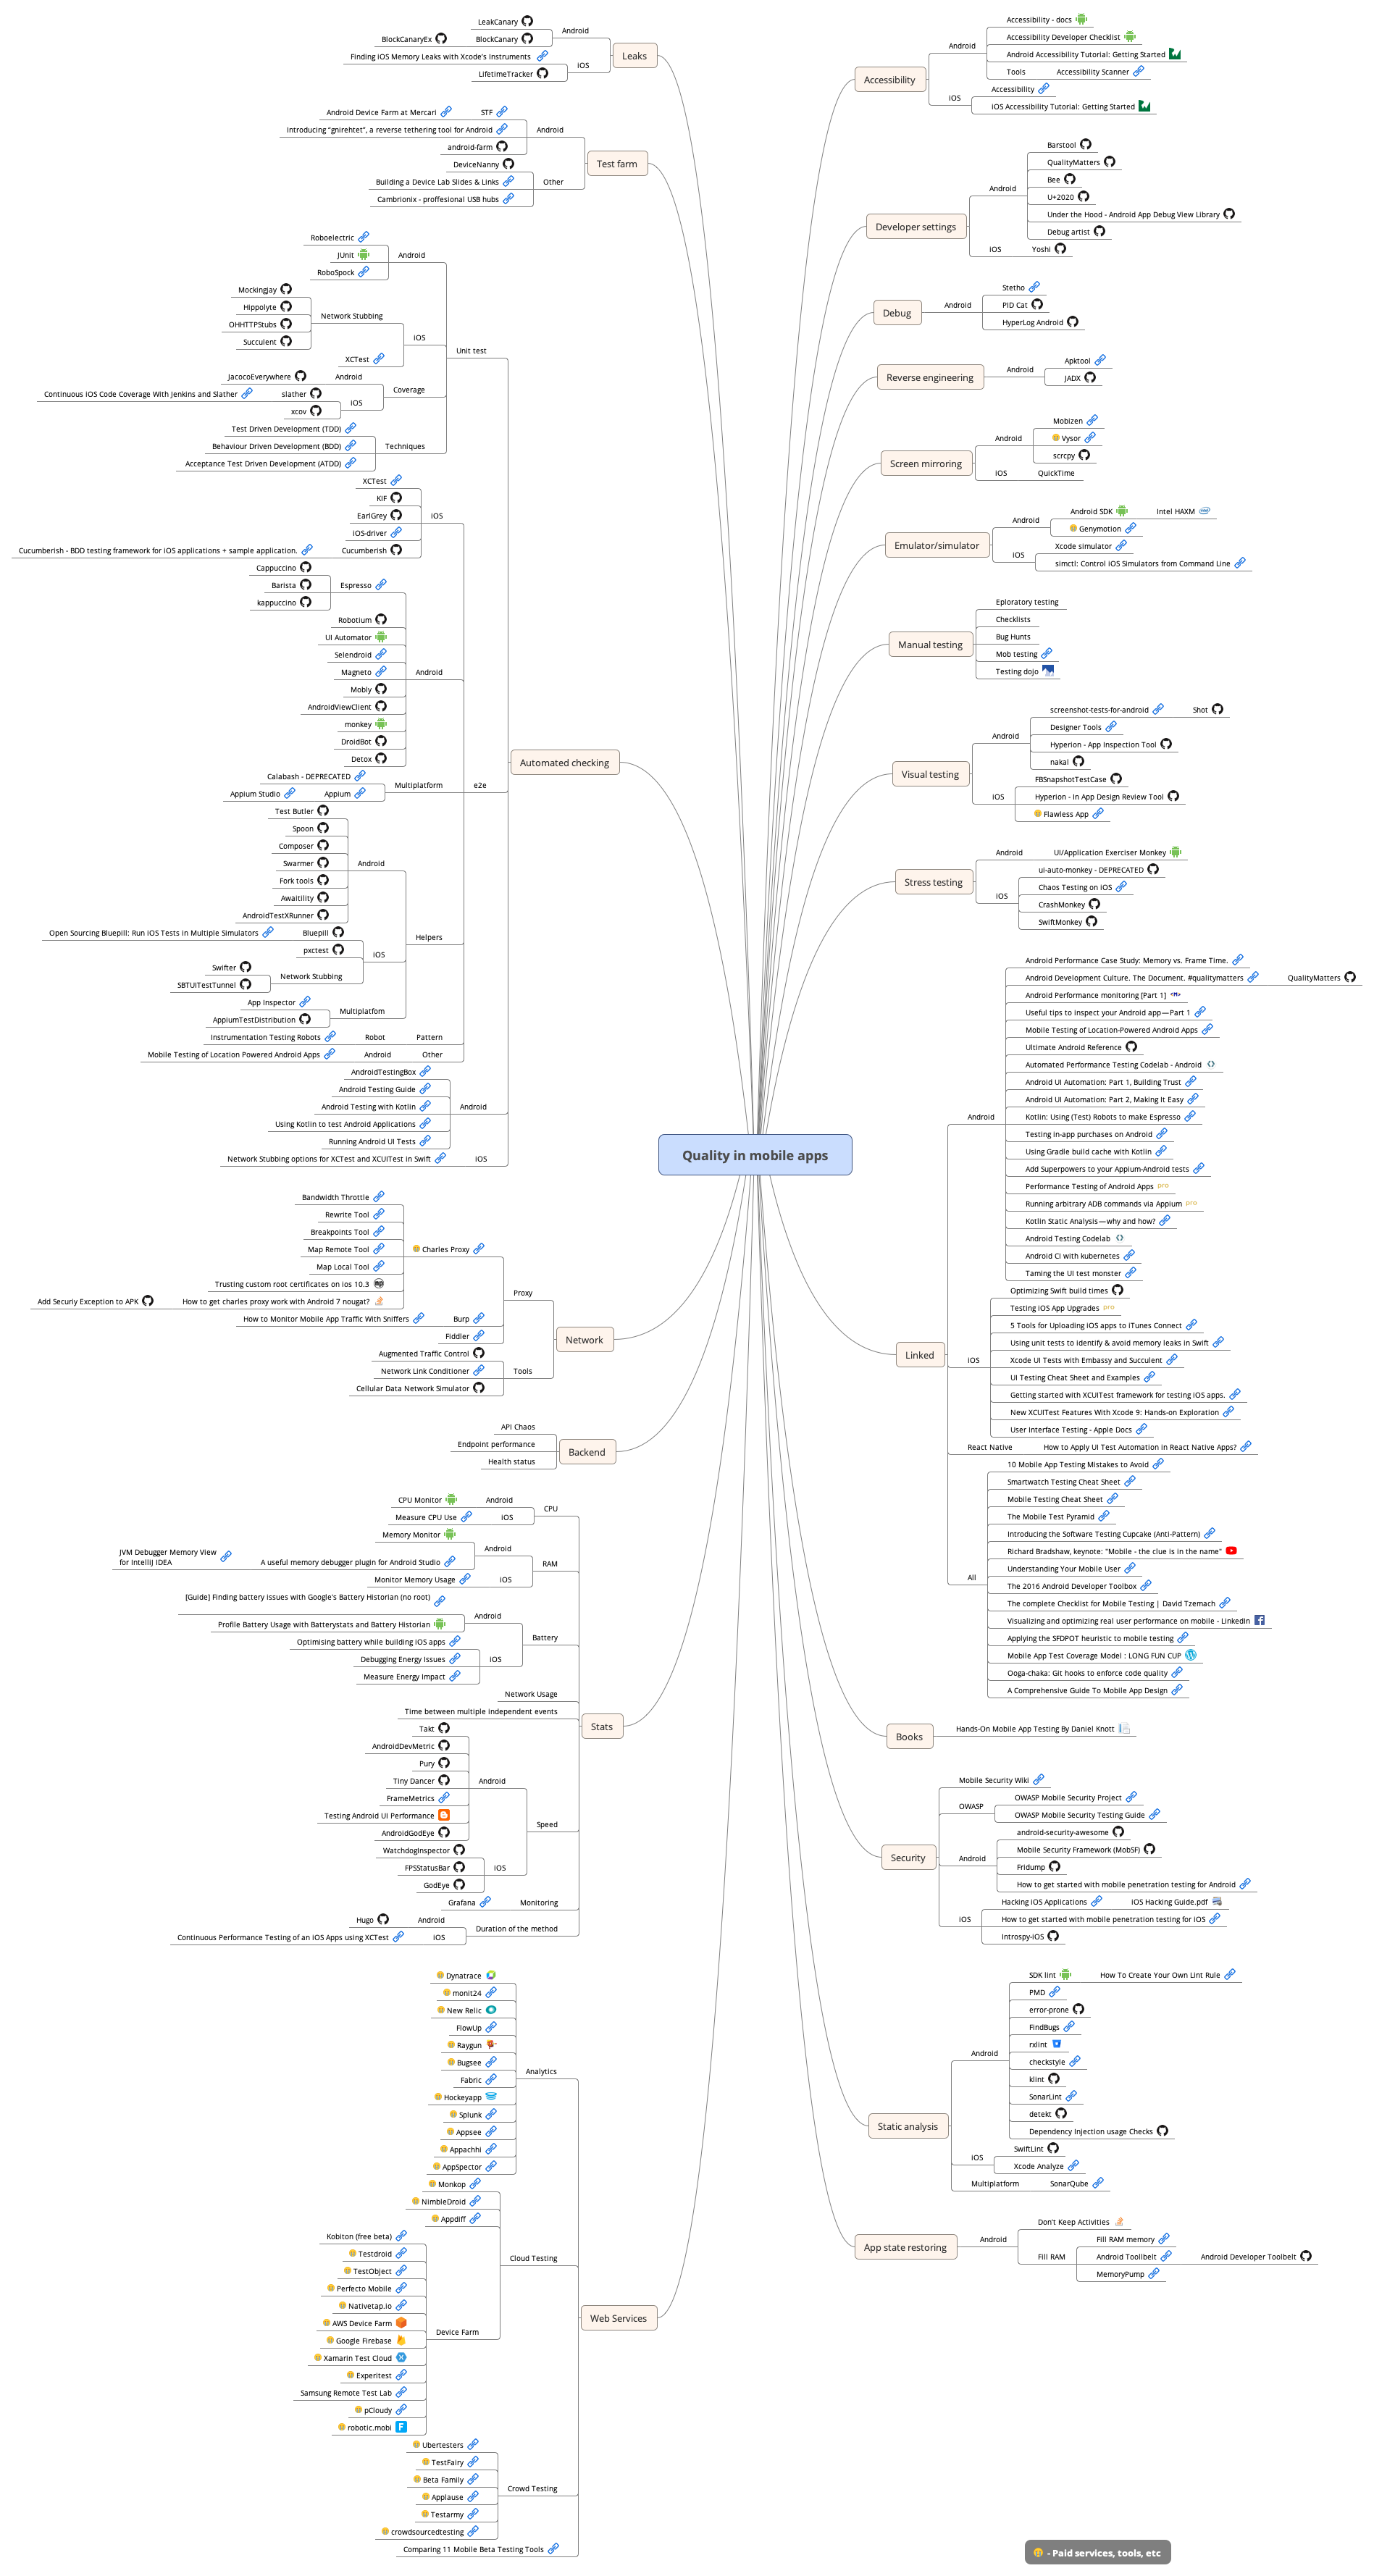 Quality in mobile apps
Leaks
Android
LeakCanary
BlockCanary
BlockCanaryEx
iOS
Finding iOS Memory Leaks with Xcode's Instruments
LifetimeTracker
Test farm
Android
STF
Android Device Farm at Mercari
Introducing "gnirehtet", a reverse tethering tool for Android
android-farm
Other
DeviceNanny
Building a Device Lab Slides & Links
Cambrionix - proffesional USB hubs
Automated checking
Unit test
Android
Roboelectric
JUnit
RoboSpock
iOS
Network Stubbing
Mockingjay
Hippolyte
OHHTTPStubs
Succulent
XCTest
Coverage
Android
JacocoEverywhere
iOS
slather
Continuous iOS Code Coverage With Jenkins and Slather
xcov
Techniques
Test Driven Development (TDD)
Behaviour Driven Development (BDD)
Acceptance Test Driven Development (ATDD)
e2e
iOS
XCTest
KIF
EarlGrey
iOS-driver
Cucumberish
Cucumberish - BDD testing framework for iOS applications + sample application.
Android
Espresso
Cappuccino
Barista
kappuccino
Robotium
UI Automator
Selendroid
Magneto
Mobly
AndroidViewClient
monkey
DroidBot
Detox
Multiplatform
Calabash - DEPRECATED
Appium
Appium Studio
Helpers
Android
Test Butler
Spoon
Composer
Swarmer
Fork tools
Awaitility
AndroidTestXRunner
iOS
Bluepill
Open Sourcing Bluepill: Run iOS Tests in Multiple Simulators
pxctest
Network Stubbing
Swifter
SBTUITestTunnel
Multiplatfom
App Inspector
AppiumTestDistribution
Pattern
Robot
Instrumentation Testing Robots
Other
Android
Mobile Testing of Location Powered Android Apps
Android
AndroidTestingBox
Android Testing Guide
Android Testing with Kotlin
Using Kotlin to test Android Applications
Running Android UI Tests
iOS
Network Stubbing options for XCTest and XCUITest in Swift
Network
Proxy
Charles Proxy
Bandwidth Throttle
Rewrite Tool
Breakpoints Tool
Map Remote Tool
Map Local Tool
Trusting custom root certificates on ios 10.3
How to get charles proxy work with Android 7 nougat?
Add Securiy Exception to APK
Burp
How to Monitor Mobile App Traffic With Sniffers
Fiddler
Tools
Augmented Traffic Control
Network Link Conditioner
Cellular Data Network Simulator
Backend
API Chaos
Endpoint performance
Health status
Stats
CPU
Android
CPU Monitor
iOS
Measure CPU Use
RAM
Android
Memory Monitor
A useful memory debugger plugin for Android Studio
JVM Debugger Memory View
for IntelliJ IDEA
iOS
Monitor Memory Usage
Battery
Android
[Guide] Finding battery issues with Google's Battery Historian (no root)
Profile Battery Usage with Batterystats and Battery Historian
iOS
Optimising battery while building iOS apps
Debugging Energy Issues
Measure Energy Impact
Network Usage
Time between multiple independent events
Speed
Android
Takt
AndroidDevMetric
Pury
Tiny Dancer
FrameMetrics
Testing Android UI Performance
AndroidGodEye
iOS
WatchdogInspector
FPSStatusBar
GodEye
Monitoring
Grafana
Duration of the method
Android
Hugo
iOS
Continuous Performance Testing of an iOS Apps using XCTest
Web Services
Analytics
Dynatrace
monit24
New Relic
FlowUp
Raygun
Bugsee
Fabric
Hockeyapp
Splunk
Appsee
Appachhi
AppSpector
Cloud Testing
Monkop
NimbleDroid
Appdiff
Device Farm
Kobiton (free beta)
Testdroid
TestObject
Perfecto Mobile
Nativetap.io
AWS Device Farm
Google Firebase
Xamarin Test Cloud
Experitest
Samsung Remote Test Lab
pCloudy
robotic.mobi
Crowd Testing
Ubertesters
TestFairy
Beta Family
Applause
Testarmy
crowdsourcedtesting
Comparing 11 Mobile Beta Testing Tools
Accessibility
Android
Accessibility - docs
Accessibility Developer Checklist
Android Accessibility Tutorial: Getting Started
Tools
Accessibility Scanner
iOS
Accessibility
iOS Accessibility Tutorial: Getting Started
Developer settings
Android
Barstool
QualityMatters
Bee
U+2020
Under the Hood - Android App Debug View Library
Debug artist
iOS
Yoshi
Debug
Android
Stetho
PID Cat
HyperLog Android
Reverse engineering
Android
Apktool
JADX
Screen mirroring
Android
Mobizen
Vysor
scrcpy
iOS
QuickTime
Emulator/simulator
Android
Android SDK
Intel HAXM
Genymotion
iOS
Xcode simulator
simctl: Control iOS Simulators from Command Line
Manual testing
Eploratory testing
Checklists
Bug Hunts
Mob testing
Testing dojo
Visual testing
Android
screenshot-tests-for-android
Shot
Designer Tools
Hyperion - App Inspection Tool
nakal
iOS
FBSnapshotTestCase
Hyperion - In App Design Review Tool
Flawless App
Stress testing
Android
UI/Application Exerciser Monkey
iOS
ui-auto-monkey - DEPRECATED
Chaos Testing on iOS
CrashMonkey
SwiftMonkey
Linked
Android
Android Performance Case Study: Memory vs. Frame Time.
Android Development Culture. The Document. #qualitymatters
QualityMatters
Android Performance monitoring [Part 1]
Useful tips to inspect your Android app — Part 1
Mobile Testing of Location-Powered Android Apps
Ultimate Android Reference
Automated Performance Testing Codelab - Android
Android UI Automation: Part 1, Building Trust
Android UI Automation: Part 2, Making It Easy
Kotlin: Using (Test) Robots to make Espresso
Testing in-app purchases on Android
Using Gradle build cache with Kotlin
Add Superpowers to your Appium-Android tests
Performance Testing of Android Apps
pro
Running arbitrary ADB commands via Appium
pro
Kotlin Static Analysis — why and how?
Android Testing Codelab
Android CI with kubernetes
Taming the UI test monster
iOS
Optimizing Swift build times
Testing iOS App Upgrades
pro
5 Tools for Uploading iOS apps to iTunes Connect
Using unit tests to identify & avoid memory leaks in Swift
Xcode UI Tests with Embassy and Succulent
UI Testing Cheat Sheet and Examples
Getting started with XCUITest framework for testing IOS apps.
New XCUITest Features With Xcode 9: Hands-on Exploration
User Interface Testing - Apple Docs
React Native
How to Apply UI Test Automation in React Native Apps?
All
10 Mobile App Testing Mistakes to Avoid
Smartwatch Testing Cheat Sheet
Mobile Testing Cheat Sheet
The Mobile Test Pyramid
Introducing the Software Testing Cupcake (Anti-Pattern)
Richard Bradshaw, keynote: "Mobile - the clue is in the name"
Understanding Your Mobile User
The 2016 Android Developer Toolbox
The complete Checklist for Mobile Testing | David Tzemach
Visualizing and optimizing real user performance on mobile - LinkedIn
Applying the SFDPOT heuristic to mobile testing
Mobile App Test Coverage Model : LONG FUN CUP
Ooga-chaka: Git hooks to enforce code quality
A Comprehensive Guide To Mobile App Design
Books
Hands-On Mobile App Testing By Daniel Knott
Security
Mobile Security Wiki
OWASP
OWASP Mobile Security Project
OWASP Mobile Security Testing Guide
Android
android-security-awesome
Mobile Security Framework (MobSF)
Fridump
How to get started with mobile penetration testing for Android
iOS
Hacking iOS Applications
iOS Hacking Guide.pdf
How to get started with mobile penetration testing for iOS
Introspy-iOS
Static analysis
Android
SDK lint
How To Create Your Own Lint Rule
PMD
error-prone
FindBugs
rxlint
checkstyle
klint
SonarLint
detekt
Dependency Injection usage Checks
iOS
SwiftLint
Xcode Analyze
Multiplatform
SonarQube
App state restoring
Android
Don't Keep Activities
Fill RAM
Fill RAM memory
Android Toollbelt
Android Developer Toolbelt
MemoryPump
- Paid services, tools, etc